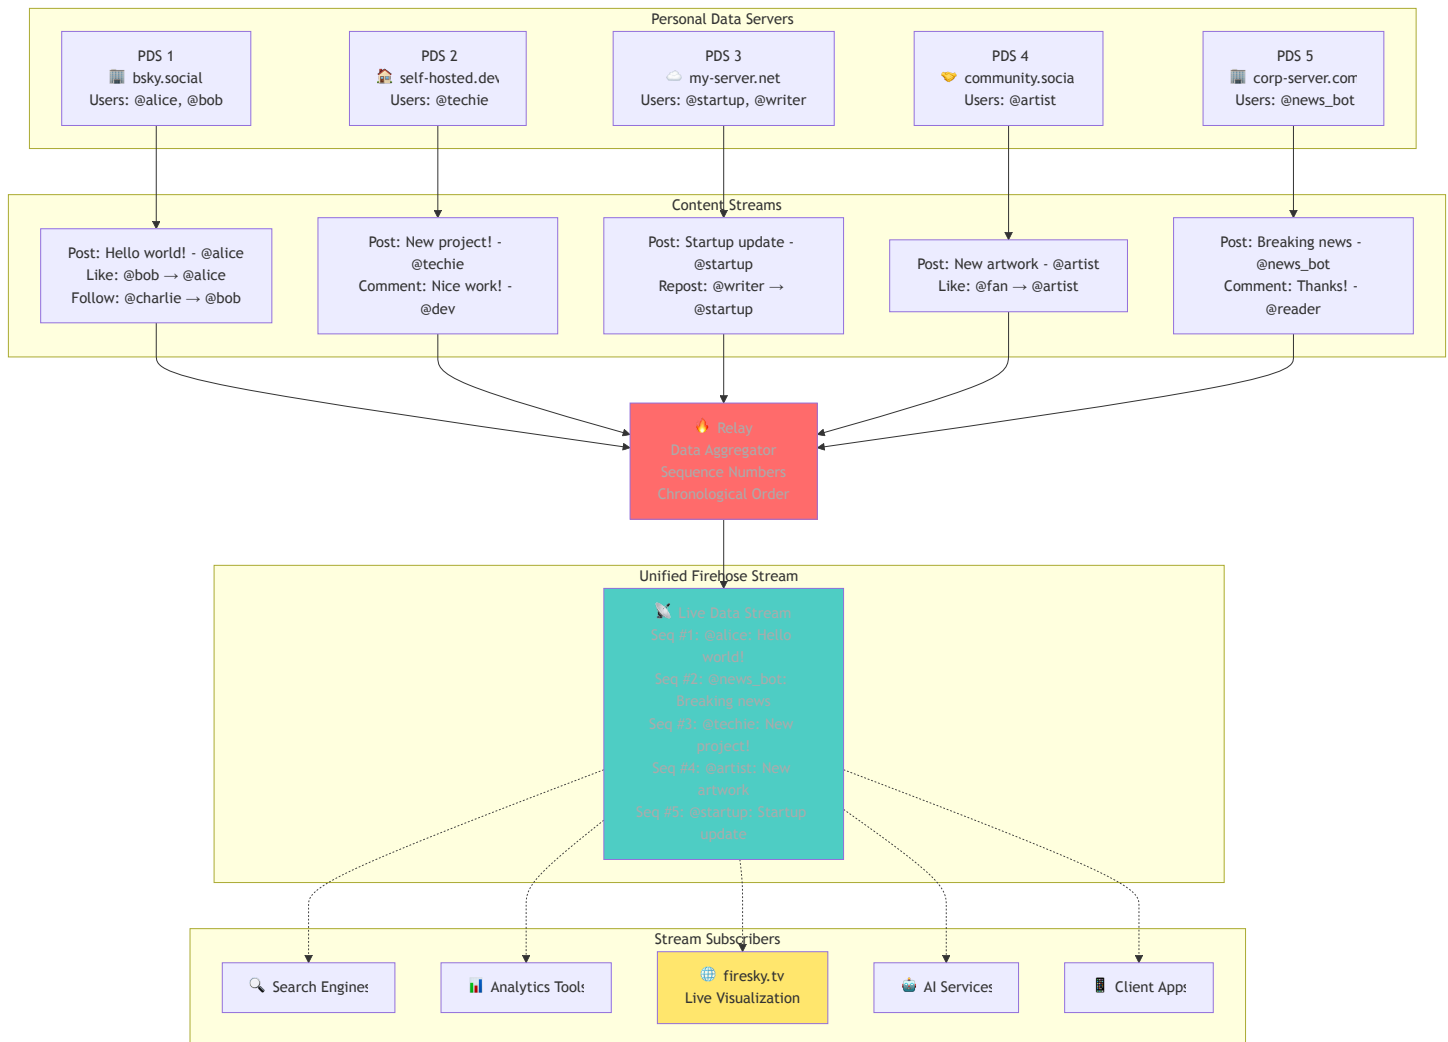 Personal Data Servers
PDS 1
🏢 bsky.social
Users: @alice, @bob
PDS 2
🏠 self-hosted.dev
Users: @techie
PDS 3
☁️ my-server.net
Users: @startup, @writer
PDS 4
🤝 community.socia
Users: @artist
PDS 5
🏢 corp-server.com
Users: @news_bot
Content Streams
Post: Hello world! - @alice
Like: @bob → @alice
Follow: @charlie → @bob
Post: New project! -
@techie
Comment: Nice work! -
@dev
Post: Startup update -
@startup
Repost: @writer →
@startup
Post: New artwork - @artist
Like: @fan → @artist
Post: Breaking news -
@news_bot
Comment: Thanks! -
@reader
🔥 Relay
Data Aggregator
Sequence Numbers
Chronological Order
Unified Firehose Stream
📡 Live Data Stream
Seq #1: @alice: Hello
world!
Seq #2: @news_bot:
Breaking news
Seq #3: @techie: New
project!
Seq #4: @artist: New
artwork
Seq #5: @startup: Startup
update
Stream Subscribers
🔍 Search Engines
📊 Analytics Tools
🌐 firesky.tv
Live Visualization
🤖 AI Services
📱 Client Apps